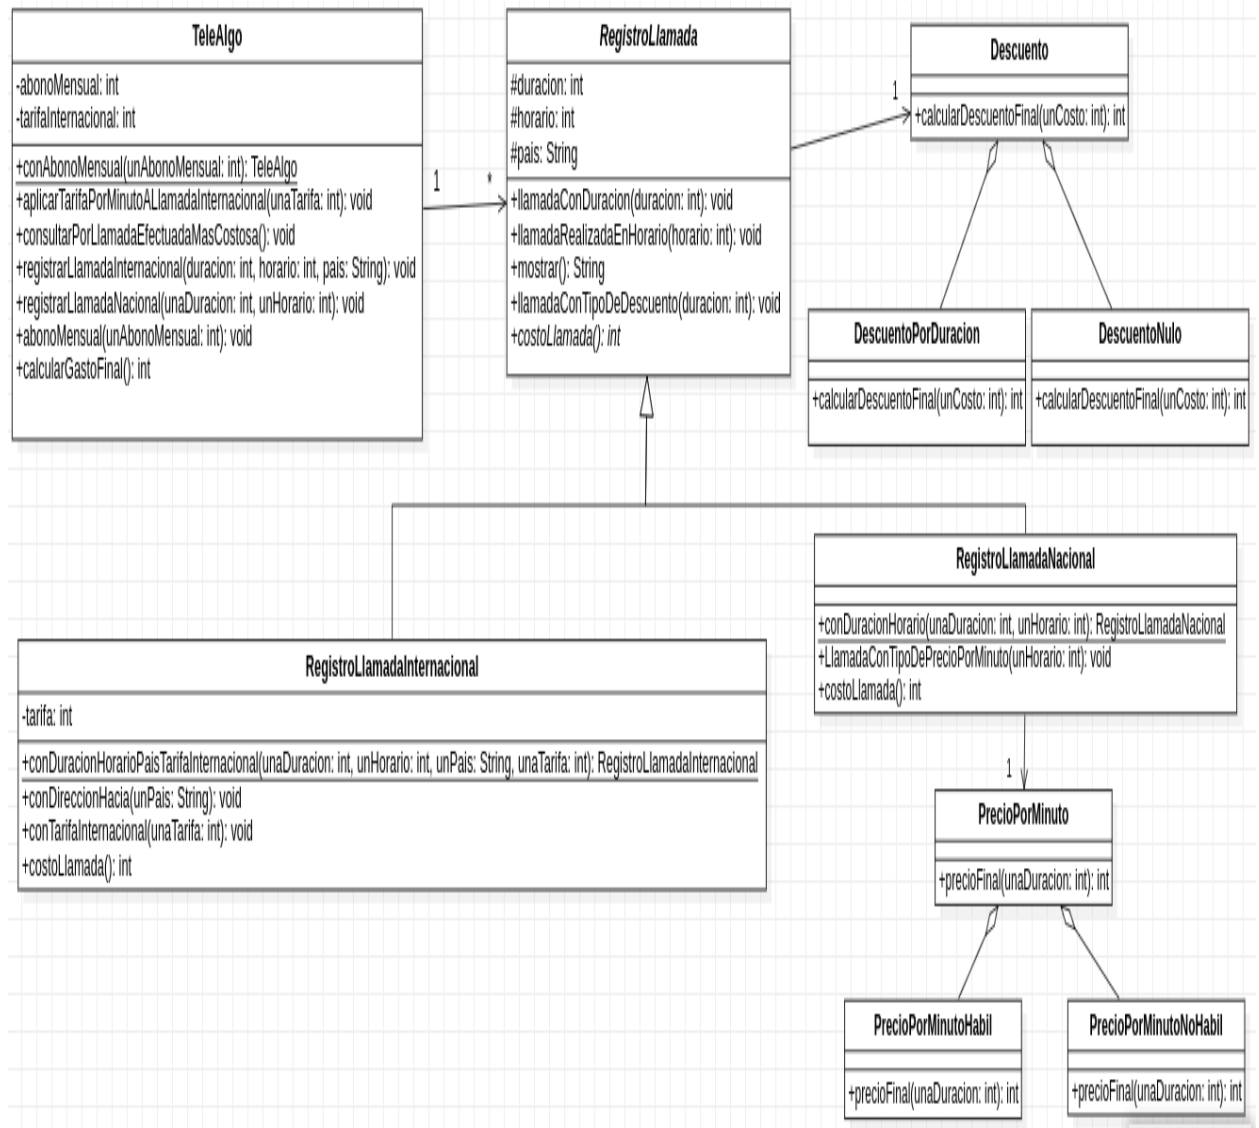 TeleAlgo
-abonoMensual: int
-tarifaInternacional: int
+conAbonoMensual(unAbonoMensual: int): TeleAlgo
+aplicarTarifaPorMinutoALlamadaInternacional(unaTarifa: int): void
+consultarPorLlamadaEfectuadaMasCostosa(): void
+registrarLlamadaInternacional(duracion: int, horario: int, pais: String): void
+registrarLlamadaNacional(unaDuracion: int, unHorario: int): void
+abonoMensual(unAbonoMensual: int): void
+calcularGastoFinal(): int
1
*
RegistroLlamada
#duracion: int
#horario: int
#pais: String
+llamadaConDuracion(duracion: int): void
+llamadaRealizadaEnHorario(horario: int): void
+mostrar(): String
+llamadaConTipoDeDescuento(duracion: int): void
+costoLlamada(): int
1
Descuento
+calcularDescuentoFinal(unCosto: int): int
DescuentoPorDuracion
+calcularDescuentoFinal(unCosto: int): int
DescuentoNulo
+calcularDescuentoFinal(unCosto: int): int
RegistroLlamadaInternacional
-tarifa: int
+conDuracionHorarioPaisTarifaInternacional(unaDuracion: int, unHorario: int, unPais: String, unaTarifa: int): RegistroLlamadaInternacional
+conDireccionHacia(unPais: String): void
+conTarifaInternacional(unaTarifa: int): void
+costoLlamada(): int
RegistroLlamadaNacional
+conDuracionHorario(unaDuracion: int, unHorario: int): RegistroLlamadaNacional
+LlamadaConTipoDePrecioPorMinuto(unHorario: int): void
+costoLlamada(): int
1
PrecioPorMinuto
+precioFinal(unaDuracion: int): int
PrecioPorMinutoHabil
+precioFinal(unaDuracion: int): int
PrecioPorMinutoNoHabil
+precioFinal(unaDuracion: int): int